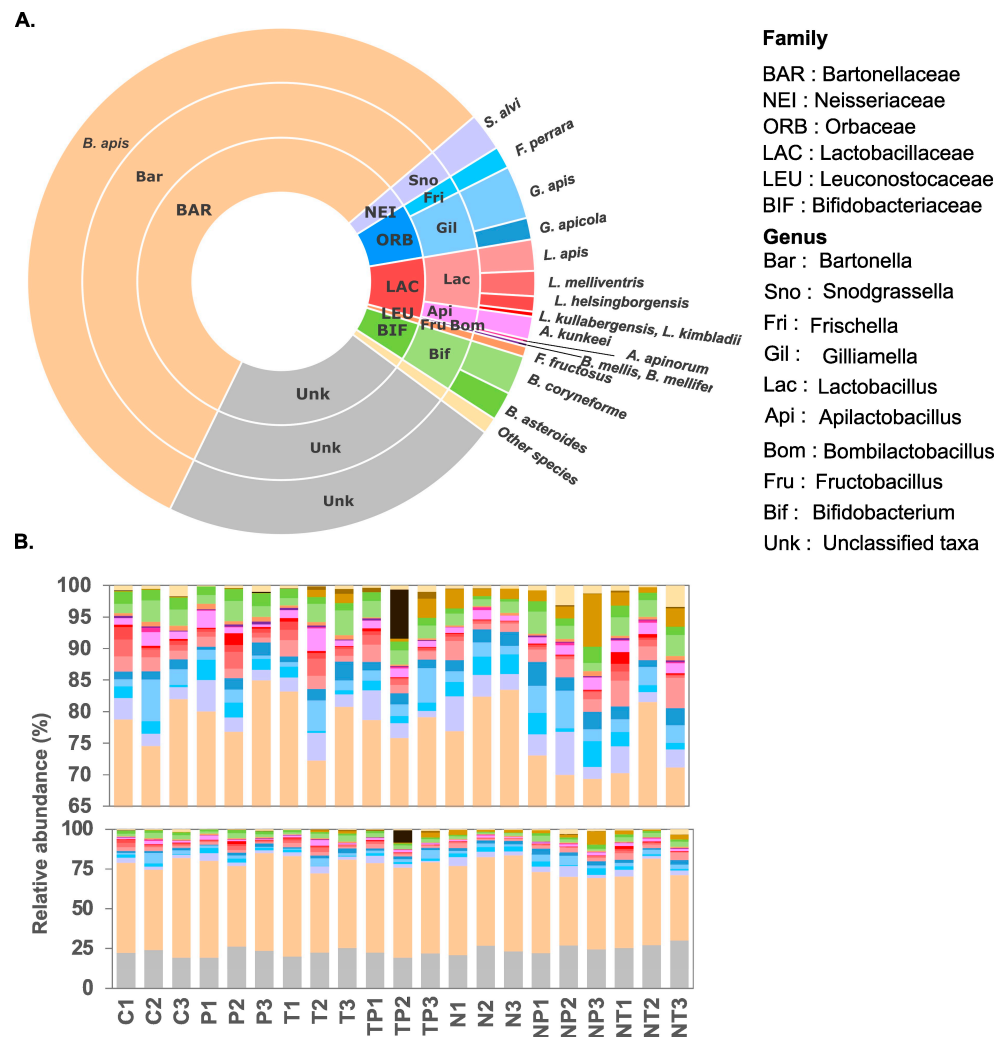 A.
B. apis
Bar
BAR
NEI
Sno
Fri
ORB
Gil
LAC
Lac
LEU
Api
Fru Bom
BIF
Bif
Unk
Unk
Unk
S. alvi
F. perrara
G. apis
G. apicola
L. apis
L. melliventris
L. helsingborgensis
L. kullabergensis, L. kimbladii
A. kunkeei
A. apinorum
B. mellis, B. mellifer
F. fructosus
B. coryneforme
B. asteroides
Other species
Family
BAR : Bartonellaceae
NEI : Neisseriaceae
ORB : Orbaceae
LAC : Lactobacillaceae
LEU : Leuconostocaceae
BIF : Bifidobacteriaceae
Genus
Bar : Bartonella
Sno : Snodgrassella
Fri : Frischella
Gil : Gilliamella
Lac : Lactobacillus
Api : Apilactobacillus
Bom : Bombilactobacillus
Fru : Fructobacillus
Bif : Bifidobacterium
Unk : Unclassified taxa
B.
Relative abundance (%)
100
95
90
85
80
75
70
65
100
75
50
25
0
C1 C2 C3 P1 P2 P3 T1 T2 T3 TP1 TP2 TP3 N1 N2 N3 NP1 NP2 NP3 NT1 NT2 NT3